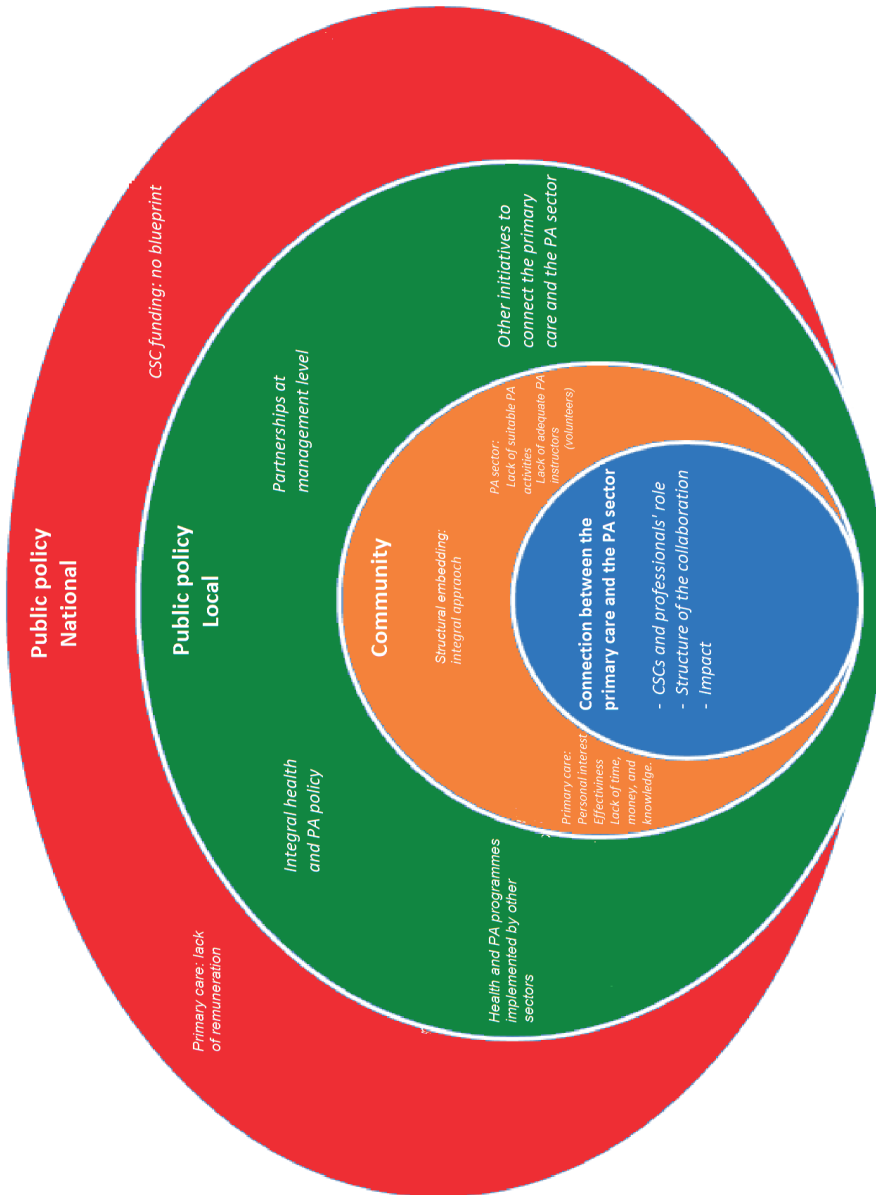 Public policy
National
Primary care: lack
of remuneration
CSC funding: no blueprint
Public policy
Local
Integral health
and PA policy
Partnerships at
management level
Health and PA programmes
implemented by other
sectors
Other initiatives to
connect the primary
care and the PA sector
Community
Structural embedding:
integral appraoch
Primary care:
Personal interest
Effectiviness
Lack of time,
money, and
knowledge.
PA sector:
Lack of suitable PA
activities
Lack of adequate PA
instructors
(volunteers)
Connection between the
primary care and the PA sector
- CSCs and professionals' role
- Structure of the collaboration
- Impact